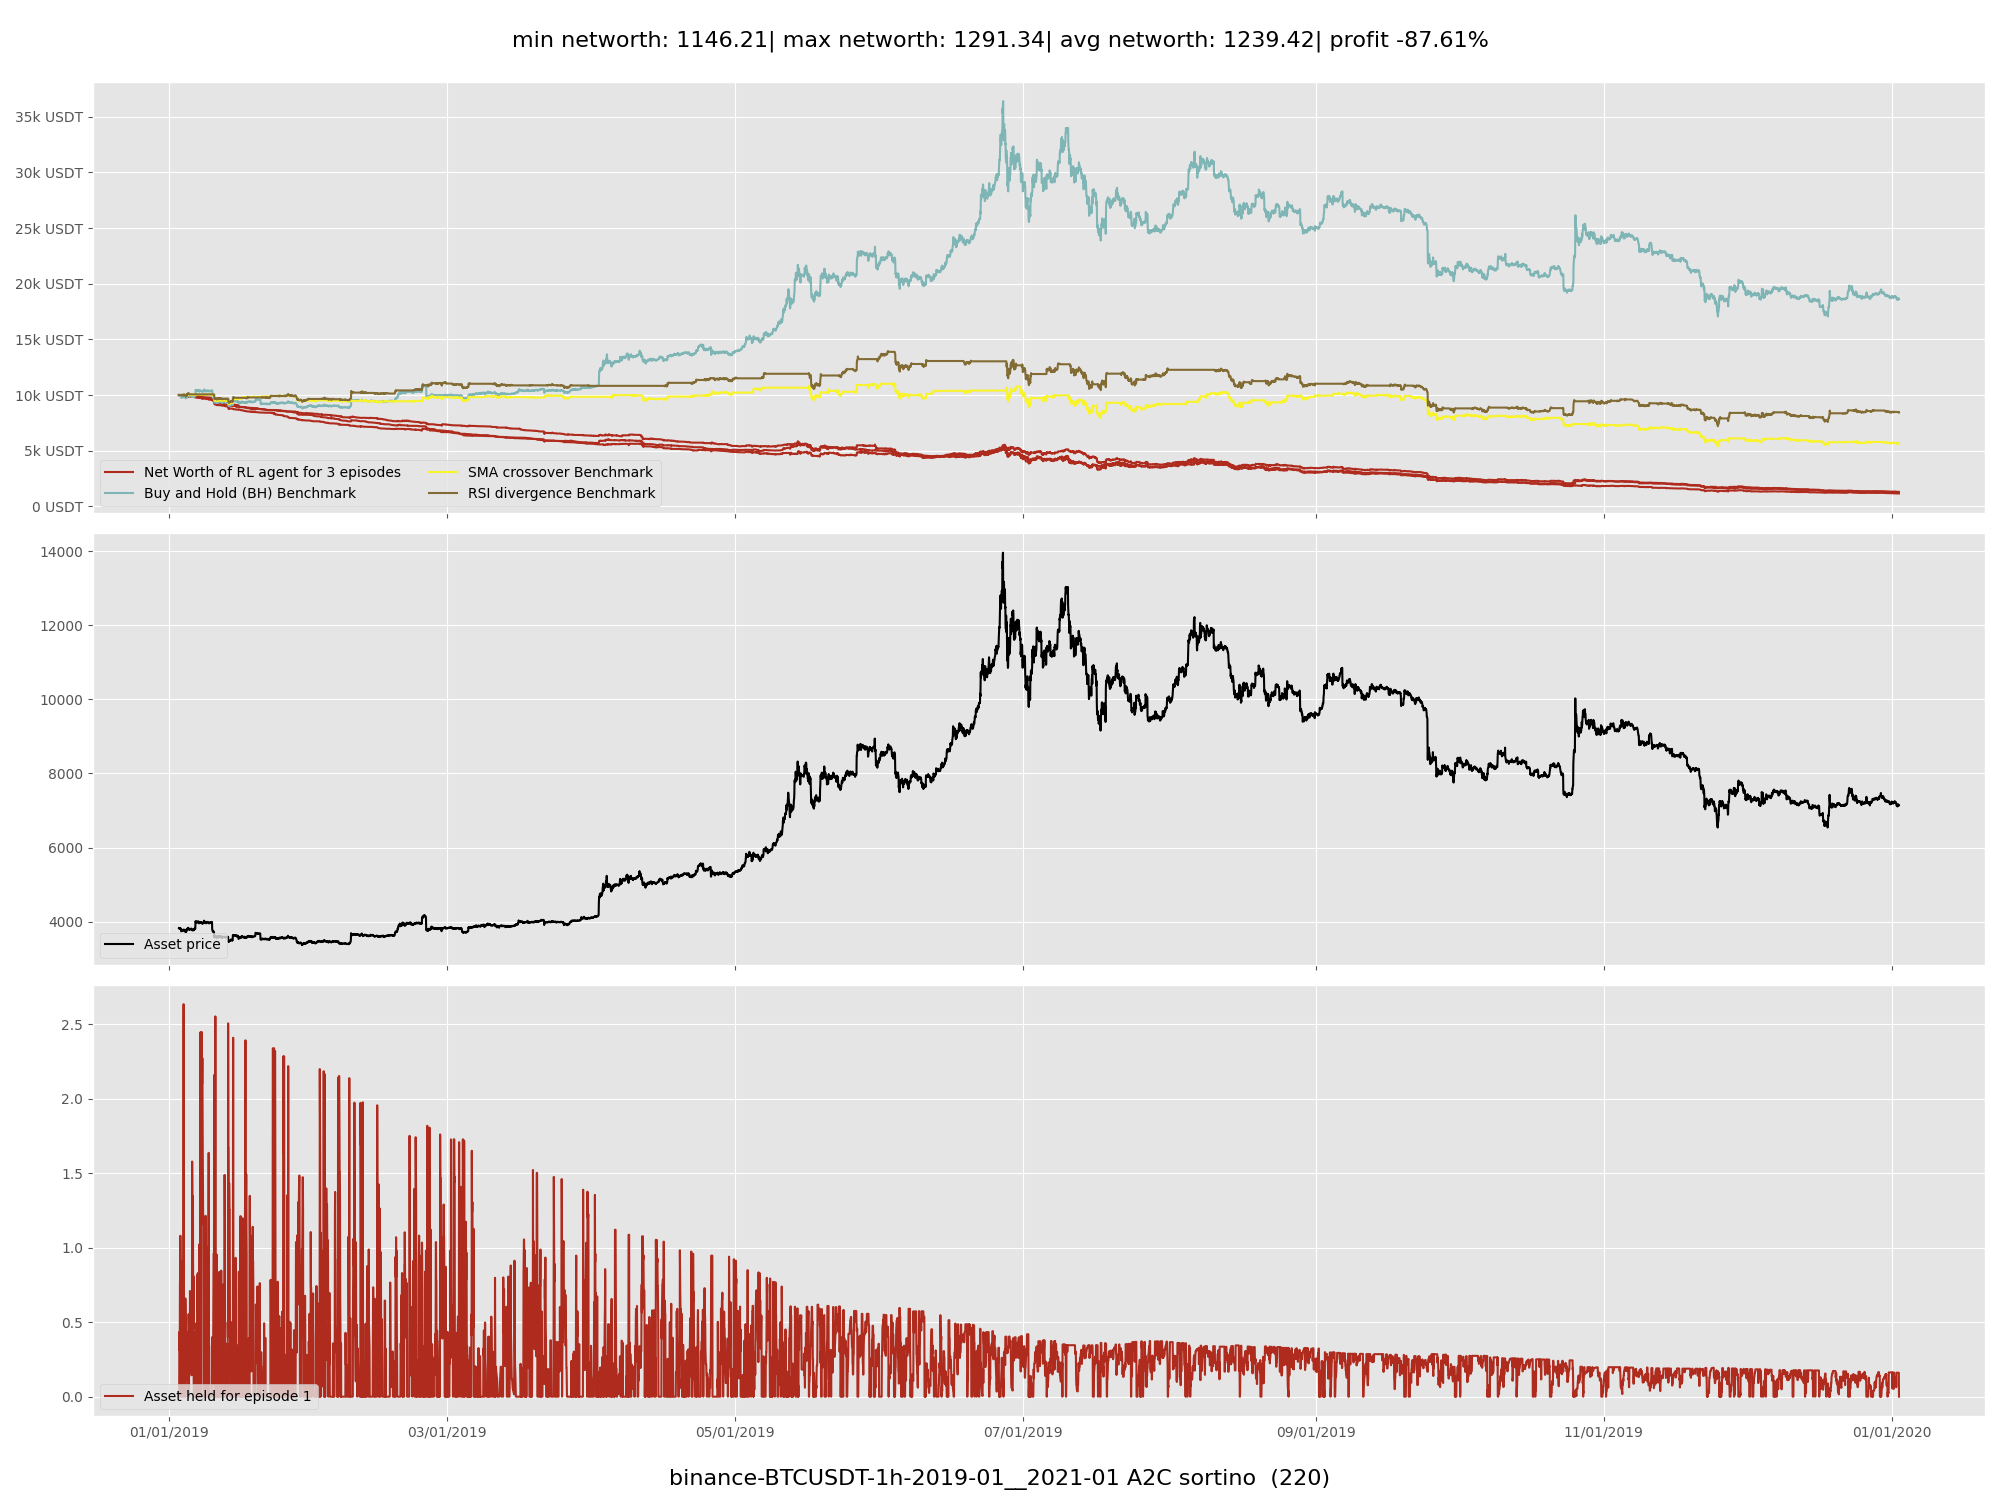 min networth: 1146.21| max networth: 1291.34| avg networth: 1239.42| profit -87.61%
35k USDT
30k USDT
25k USDT
20k USDT
15k USDT
10k USDT
5k USDT
0 USDT
Net Worth of RL agent for 3 episodes
Buy and Hold (BH) Benchmark
SMA crossover Benchmark
RSI divergence Benchmark
14000
12000
10000
8000
6000
4000
Asset price
2.5
2.0
1.5
1.0
0.5
0.0
Asset held for episode 1
01/01/2019 03/01/2019 05/01/2019 07/01/2019 09/01/2019 11/01/2019 01/01/2020
binance-BTCUSDT-1h-2019-01__2021-01 A2C sortino  (220)